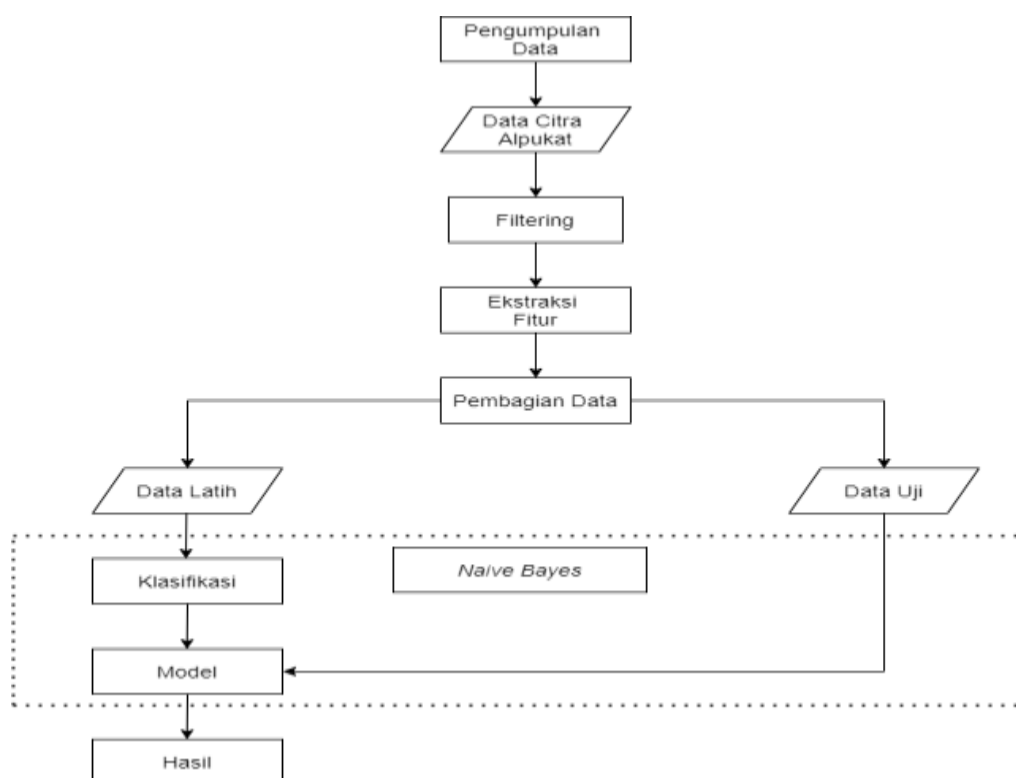 Pengumpulan
Data
Data Citra
Alpukat
Filtering
Ekstraksi
Fitur
Pembagian Data
Data Latih
Data Uji
Klasifikasi
Naive Bayes
Model
Hasil